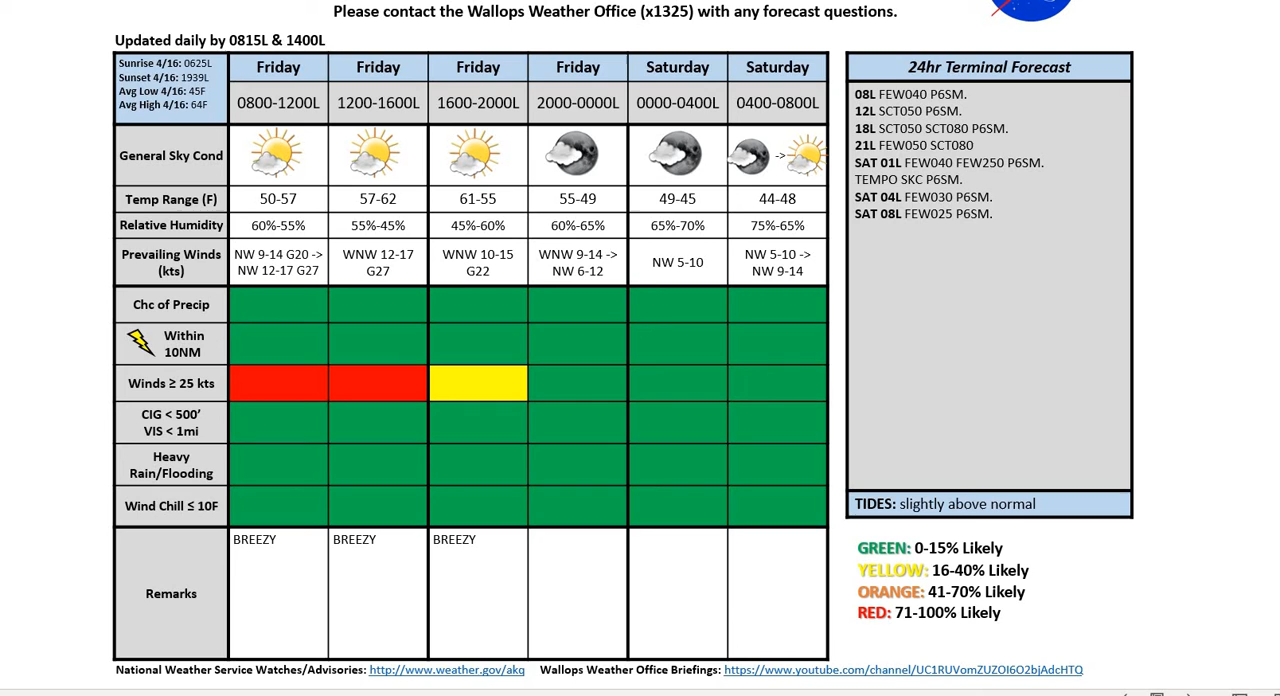 Please contact the Wallops Weather Office (x1325) with any forecast questions.
Updated daily by 0815L & 1400L
Sunrise 4/16: 0625L
Sunset 4/16: 1939L
Avg Low 4/16: 45F
Avg High 4/16: 64F
Friday Friday Friday Friday Saturday Saturday
0800-1200L 1200-1600L 1600-2000L 2000-0000L 0000-0400L 0400-0800L
General Sky Cond ->
Temp Range (F) 50-57 57-62 61-55 55-49 49-45 44-48
Relative Humidity 60%-55% 55%-45% 45%-60% 60%-65% 65%-70% 75%-65%
Prevailing Winds (kts)
NW 9-14 G20 ->
NW 12-17 G27
WNW 12-17
G27
WNW 10-15
G22
WNW 9-14 ->
NW 6-12
NW 5-10
NW 5-10 ->
NW 9-14
Chc of Precip
Within
10NM
Winds ≥ 25 kts
CIG < 500’
VIS < 1mi
Heavy
Rain/Flooding
Wind Chill ≤ 10F
Remarks
BREEZY BREEZY BREEZY
24hr Terminal Forecast
08L FEW040 P6SM.
12L SCT050 P6SM.
18L SCT050 SCT080 P6SM.
21L FEW050 SCT080
SAT 01L FEW040 FEW250 P6SM.
TEMPO SKC P6SM.
SAT 04L FEW030 P6SM.
SAT 08L FEW025 P6SM.
TIDES: slightly above normal
GREEN: 0-15% Likely
YELLOW: 16-40% Likely
ORANGE: 41-70% Likely
RED: 71-100% Likely
National Weather Service Watches/Advisories: http://www.weather.gov/akq Wallops Weather Office Briefings: https://www.youtube.com/channel/UC1RUVomZUZOI6O2bjAdcHTQ